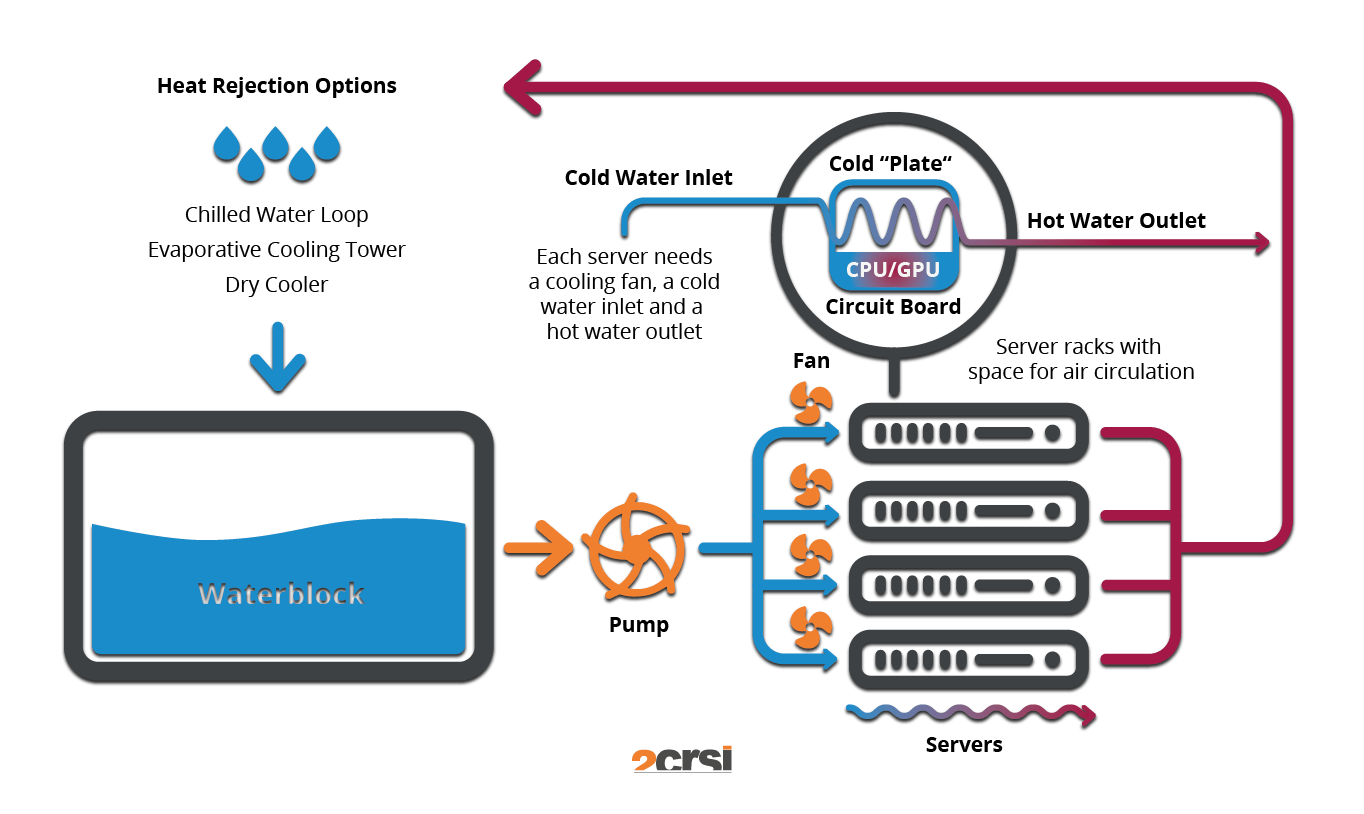 Heat Rejection Options
Chilled Water Loop
Evaporative Cooling Tower
Dry Cooler
Waterblock
Pump
Cold Water Inlet
Each server needs
a cooling fan, a cold
water inlet and a
hot water outlet
Cold “Plate“
CPU/GPU
Circuit Board
Hot Water Outlet
Server racks with
space for air circulation
Fan
Servers
2crsi